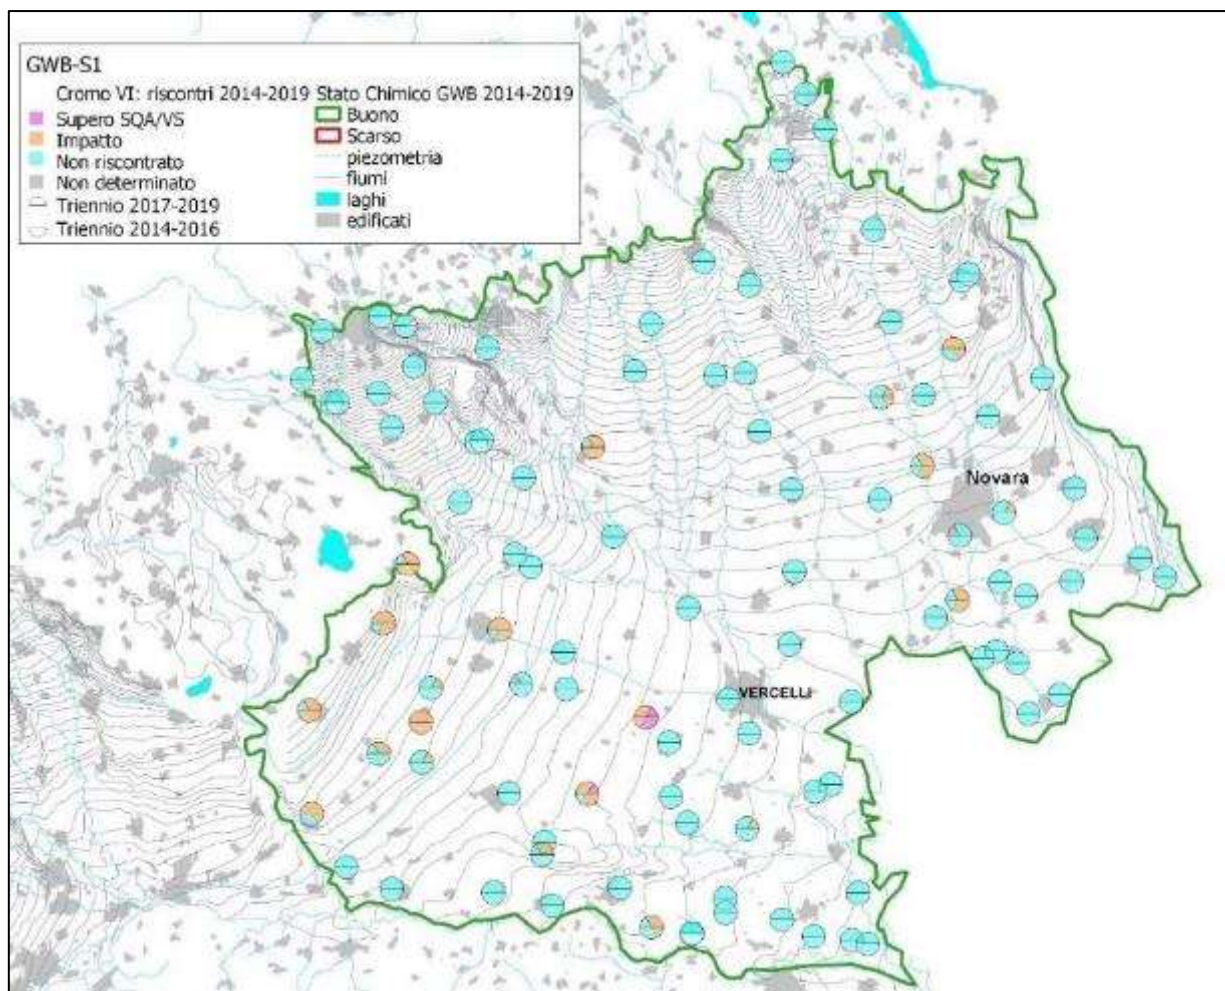 GWB-S1
Cromo VI: riscontri 2014-2019 Stato Chimico GWB 2014-2019
Supero SQA/VS
Buono
Impatto
Scarso
Non riscontrato
piezometria
Non determinato
fiumi
Triennio 2017-2019
laghi
Triennio 2014-2016
edificati
Novara
VERCELLI